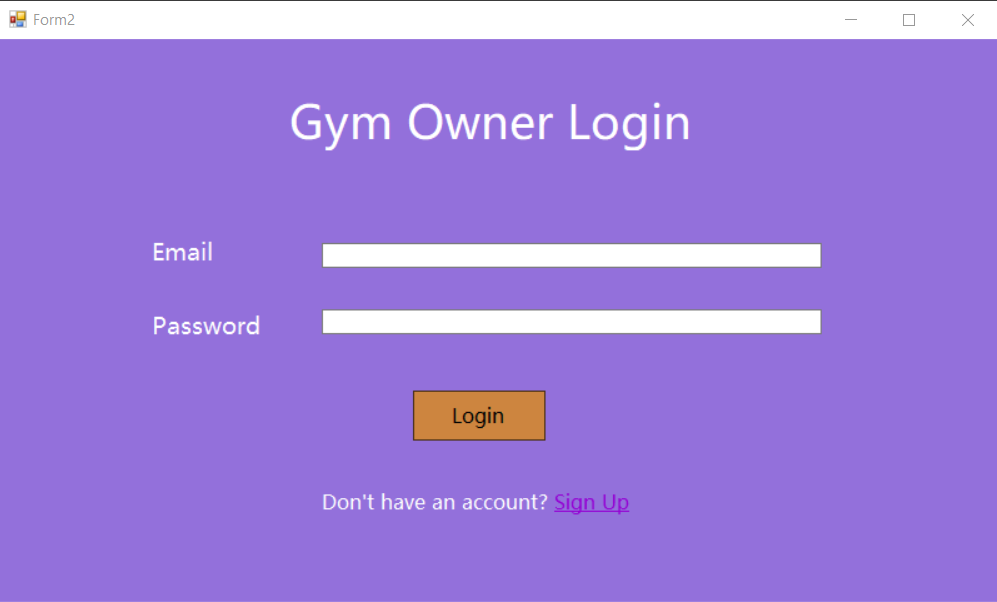 Form2
Gym Owner Login
Email
Password
Login
Don't have an account? Sign Up